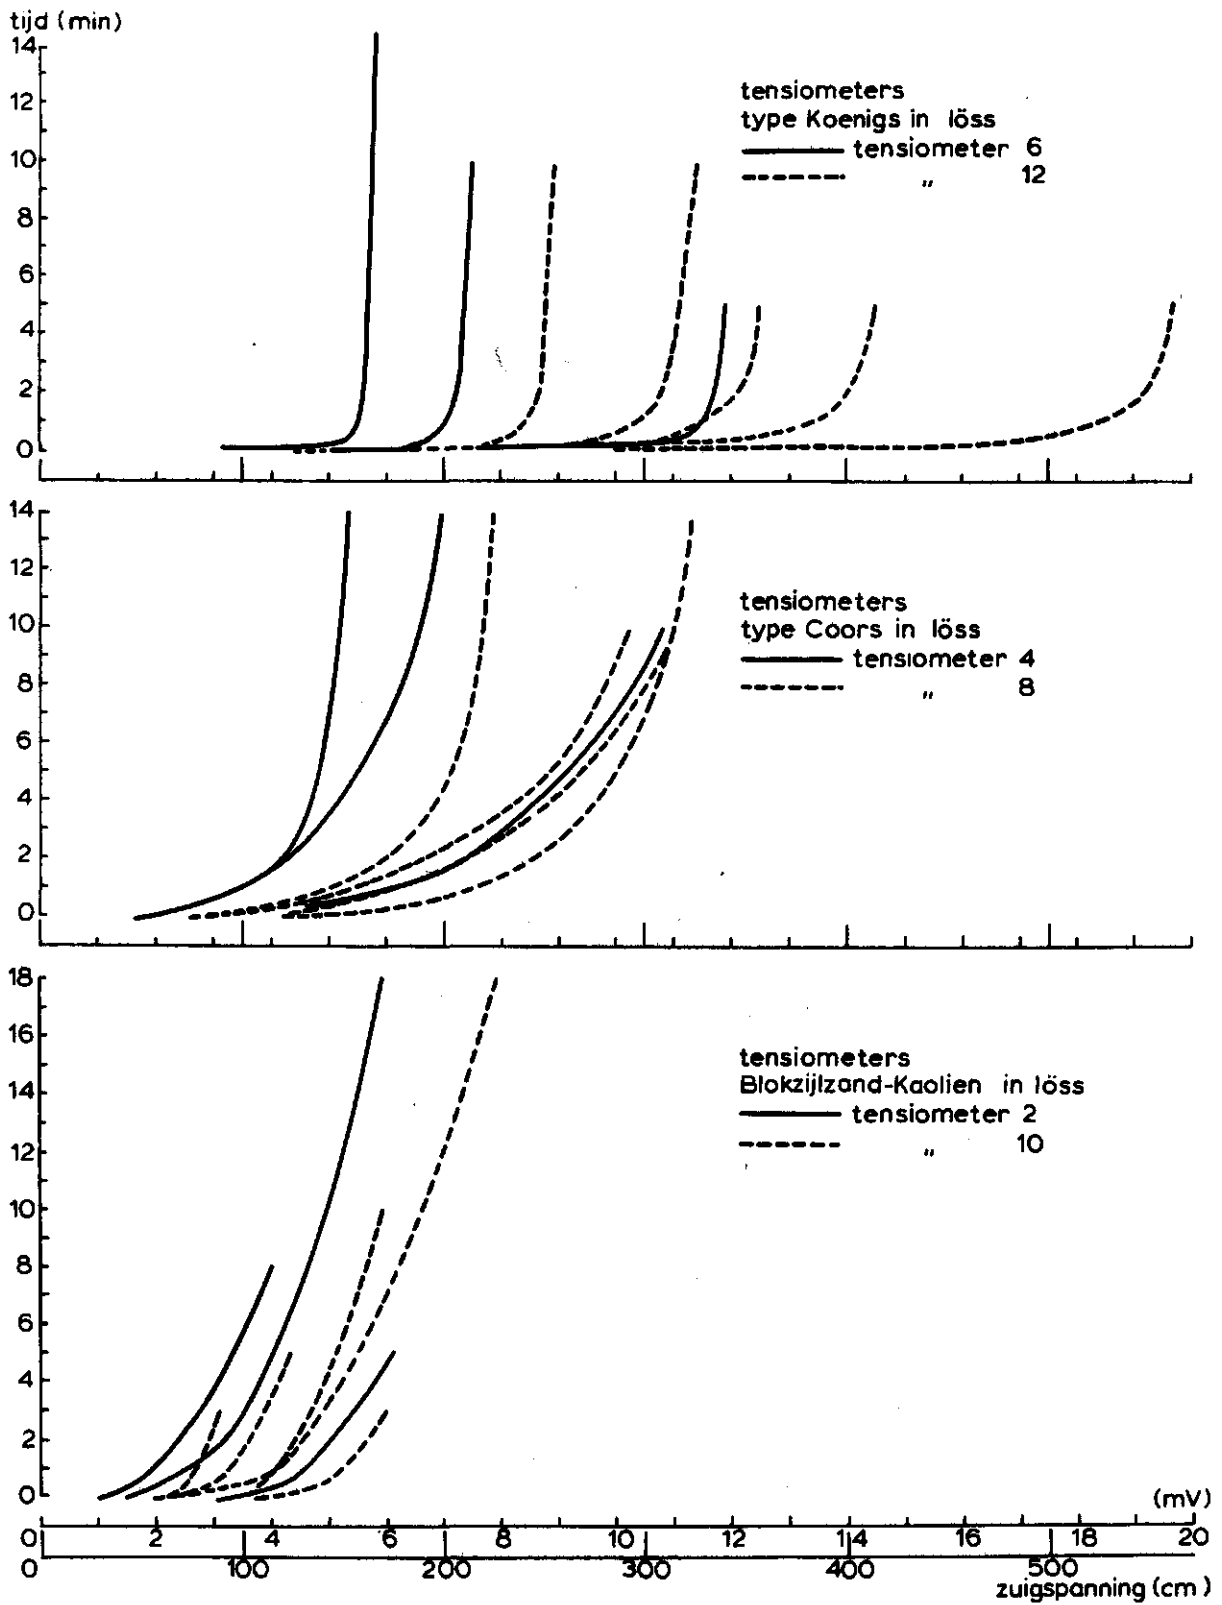 tijd (min)
14
12
10
8
6
4
2
0
tensiometers
type Koenigs in löss
tensiometer 6
" 12
14
12
10
8
6
4
2
0
tensiometers
type Coors in löss
tensiometer 4
" 8
18
16
14
12
10
8
6
4
2
0
tensiometers
Blokzijlzand-Kaolien in löss
tensiometer 2
" 10
(mV)
0 2 4 6 8 10 12 14 16 18 20
0 100 200 300 400 500
zuigspanning (cm)